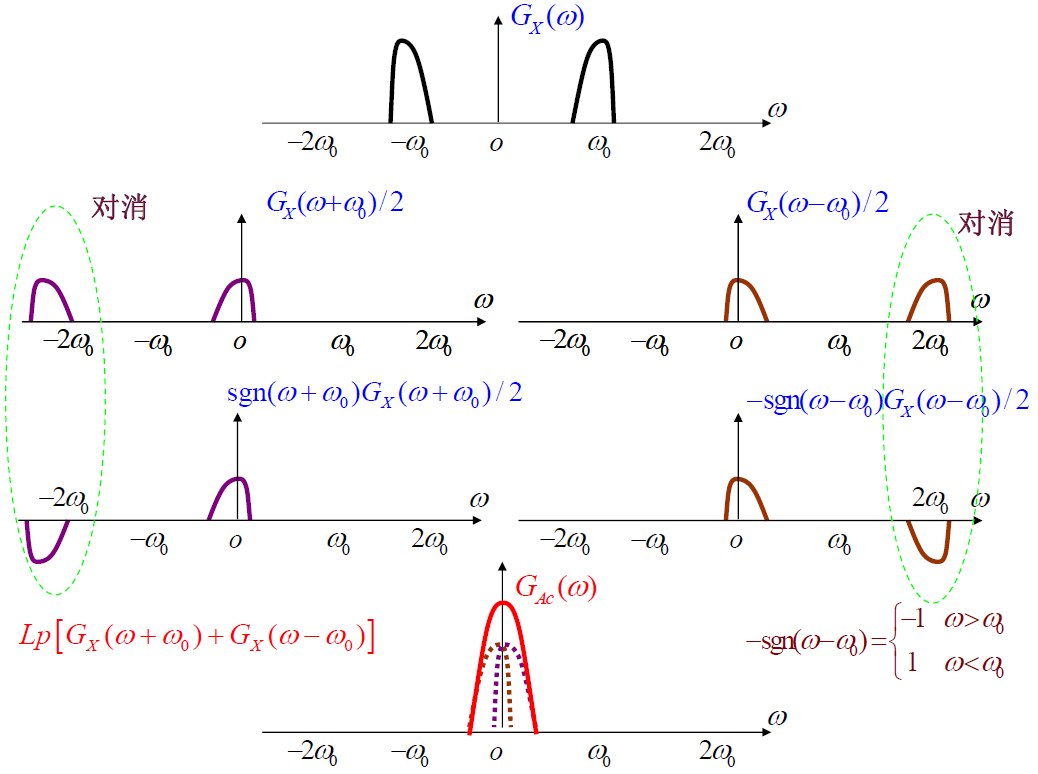 G_X(ω)
ω
−2ω₀ −ω₀ o ω₀ 2ω₀
对消 G_X(ω+ω₀)/2 G_X(ω−ω₀)/2 对消
ω ω
−2ω₀ −ω₀ o ω₀ 2ω₀ −2ω₀ −ω₀ o ω₀ 2ω₀
sgn(ω+ω₀)G_X(ω+ω₀)/2 −sgn(ω−ω₀)G_X(ω−ω₀)/2
−2ω₀ ω 2ω₀ ω
−ω₀ o ω₀ 2ω₀ −2ω₀ −ω₀ o ω₀
G_{Ac}(ω)
Lp[G_X(ω+ω₀)+G_X(ω−ω₀)] −sgn(ω−ω₀)={−1 ω>ω₀
1 ω<ω₀
ω
−2ω₀ −ω₀ o ω₀ 2ω₀